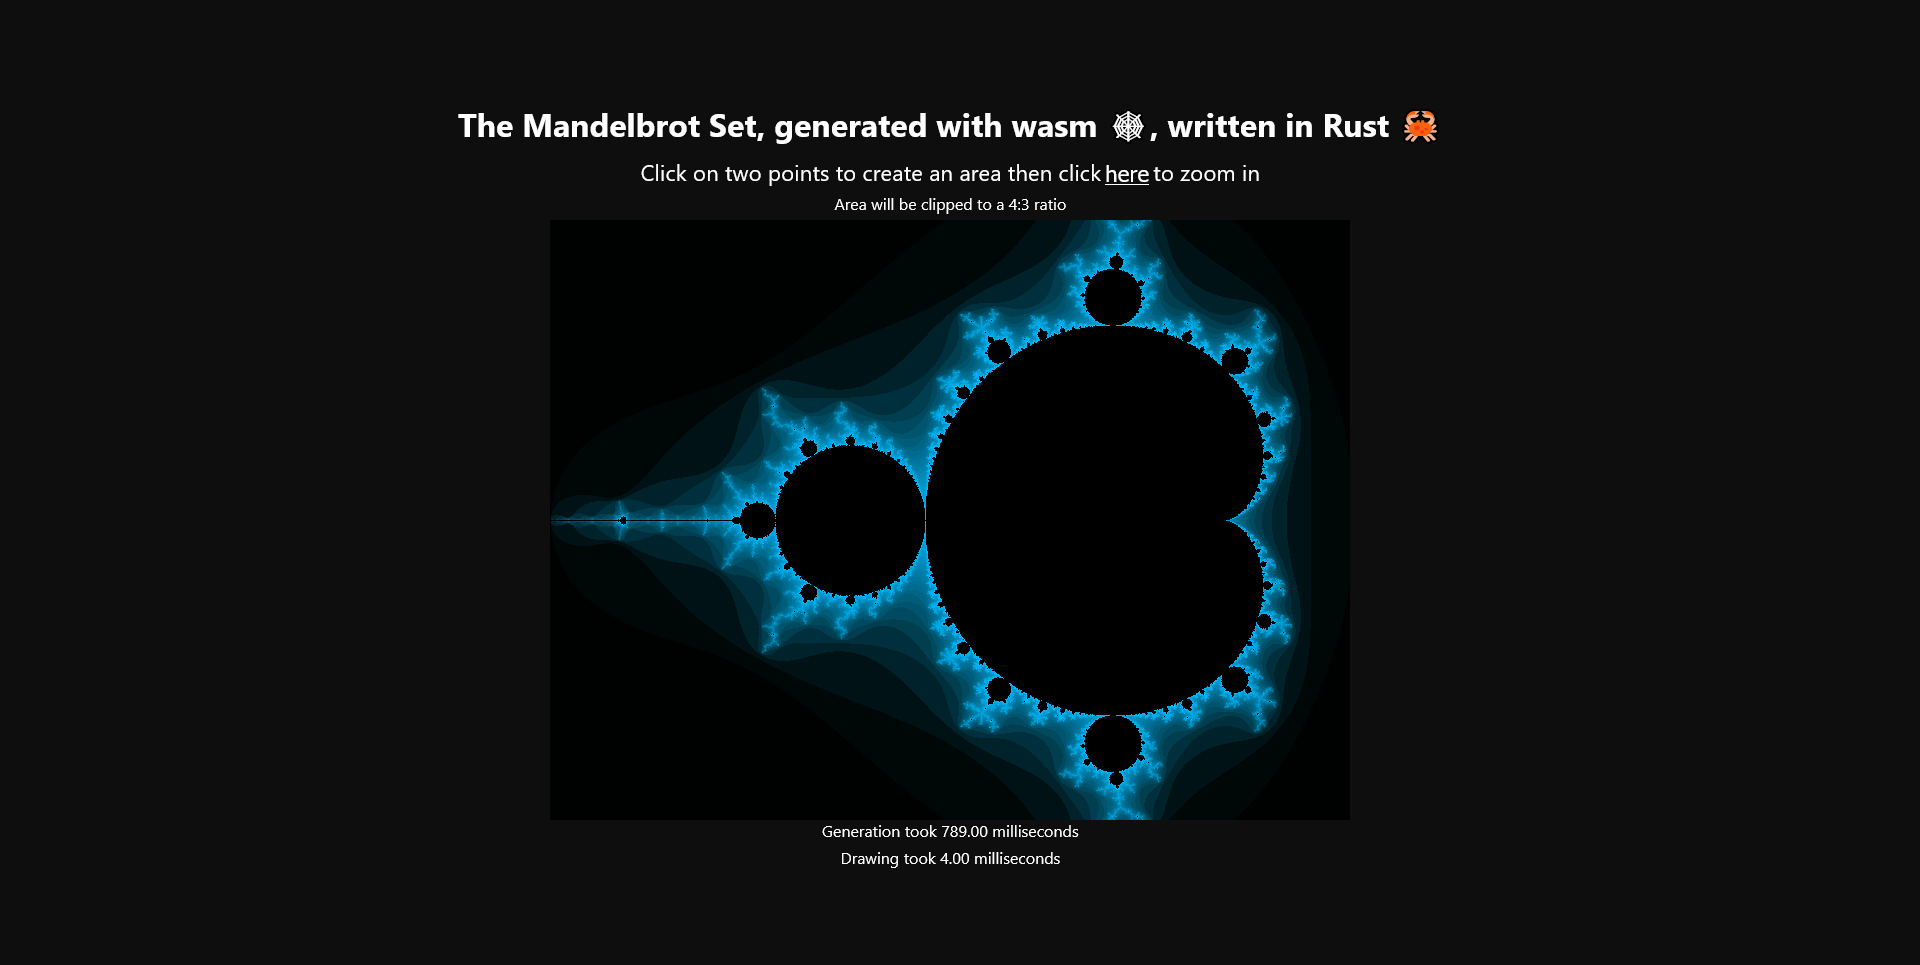 The Mandelbrot Set, generated with wasm 🕸, written in Rust 🦀
Click on two points to create an area then click here to zoom in
Area will be clipped to a 4:3 ratio
Generation took 789.00 milliseconds
Drawing took 4.00 milliseconds